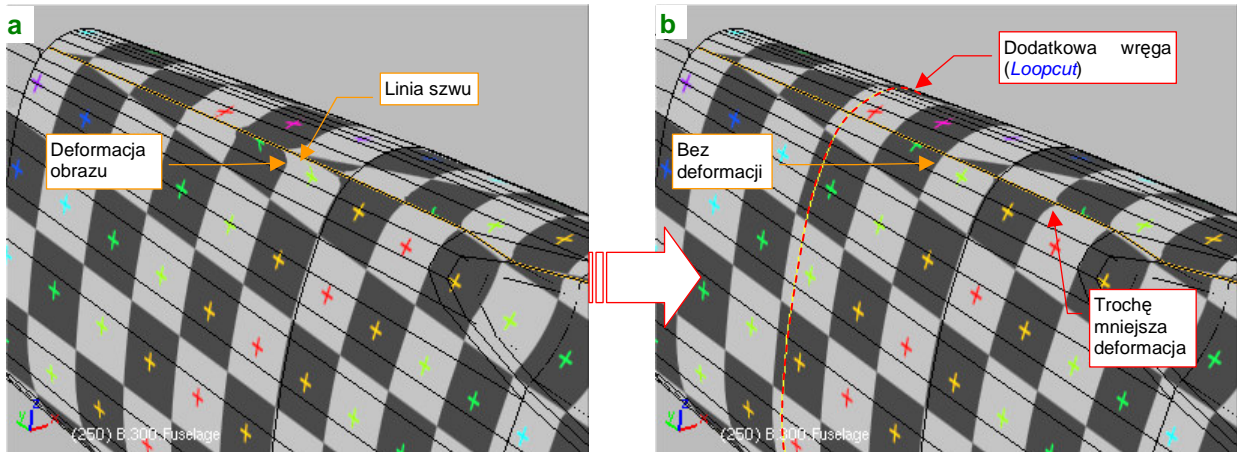 a
Linia szwu
Deformacja
obrazu
(250) B.300.Fuselage
b
Dodatkowa wręga
(Loopcut)
Bez
deformacji
Trochę
mniejsza
deformacja
(250) B.300.Fuselage